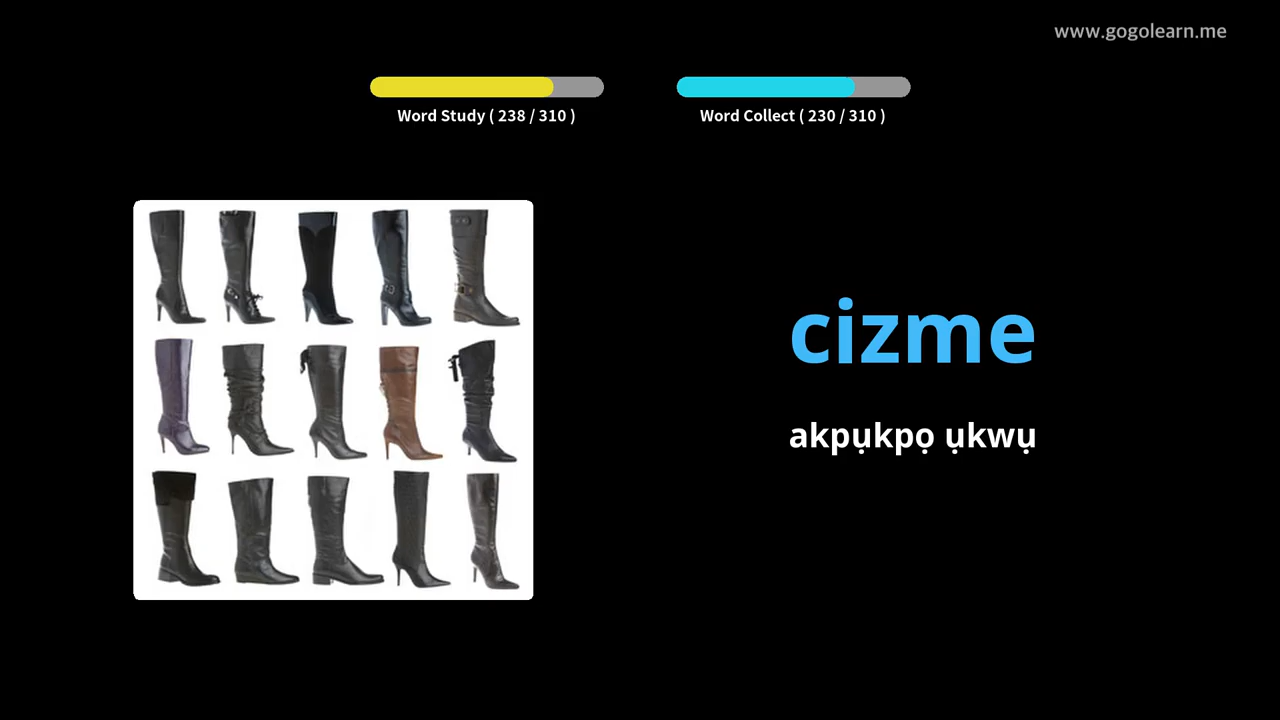 www.gogolearn.me
Word Study ( 238 / 310 )
Word Collect ( 230 / 310 )
cizme
akpụkpọ ụkwụ